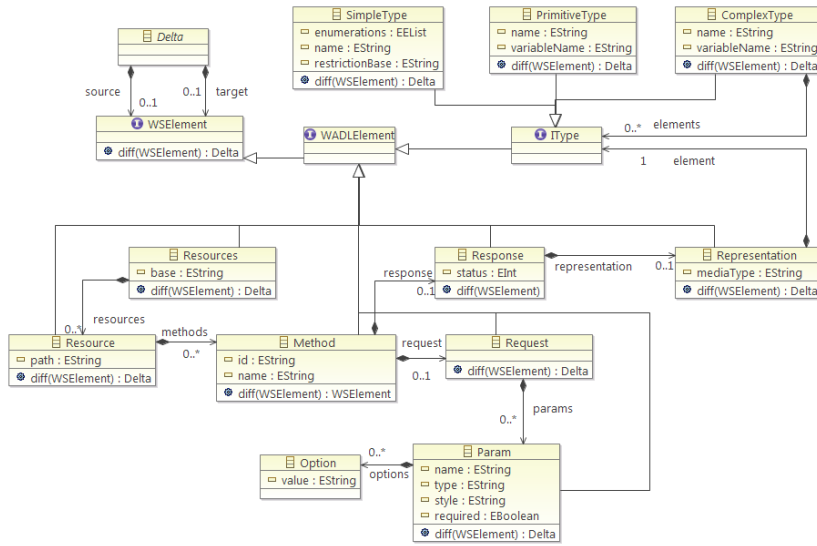 SimpleType
enumerations : EEList
name : EString
restrictionBase : EString
diff(WSElement) : Delta
PrimitiveType
name : EString
variableName : EString
diff(WSElement) : Delta
ComplexType
name : EString
variableName : EString
diff(WSElement) : Delta
Delta
source
0..1
0..1
target
WSElement
diff(WSElement) : Delta
WADLElement
IType
0..*
elements
1
element
Resources
base : EString
diff(WSElement) : Delta
Response
status : EInt
diff(WSElement)
response
0..1
representation
0..1
Representation
mediaType : EString
diff(WSElement) : Delta
resources
0..*
Resource
path : EString
diff(WSElement) : Delta
methods
0..*
Method
id : EString
name : EString
diff(WSElement) : WSElement
request
0..1
Request
diff(WSElement) : Delta
params
0..*
Option
value : EString
0..*
options
Param
name : EString
type : EString
style : EString
required : EBoolean
diff(WSElement) : Delta